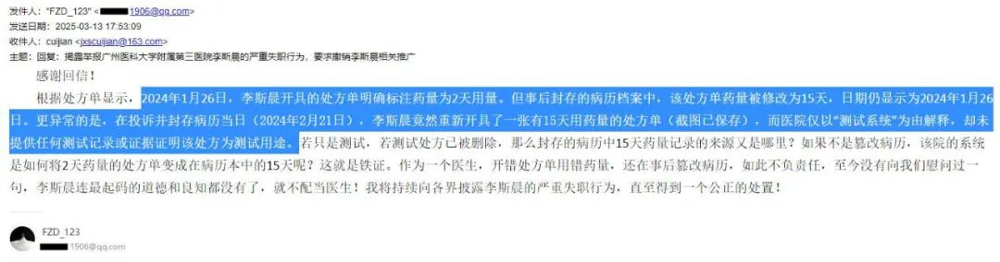 发件人："FZD_123" <1906@qq.com>
发送日期：2025-03-13 17:53:09
收件人：cuijian <jxscuijian@163.com>
主题：回复：揭露举报广州医科大学附属第三医院李斯晨的严重失职行为，要求撤销李斯晨相关推广
感谢回信！
根据处方单显示，2024年1月26日，李斯晨开具的处方单明确标注药量为2天用量。但事后封存的病历档案中，该处方单药量被修改为15天，日期仍显示为2024年1月26
日。更异常的是，在投诉并封存病历当日（2024年2月21日），李斯晨竟然重新开具了一张有15天用药量的处方单（截图已保存），而医院仅以“测试系统”为由解释，却未
提供任何测试记录或证据证明该处方为测试用途。若只是测试，若测试处方已被删除，那么封存的病历中15天药量记录的来源又是哪里？如果不是篡改病历，该院的系统
是如何将2天药量的处方单变成在病历本中的15天呢？这就是铁证。作为一个医生，开错处方单用错药量，还在事后篡改病历，如此不负责任，至今没有向我们慰问过一
句，李斯晨连最起码的道德和良知都没有了，就不配当医生！我将持续向各界披露李斯晨的严重失职行为，直至得到一个公正的处置！
FZD_123
1906@qq.com